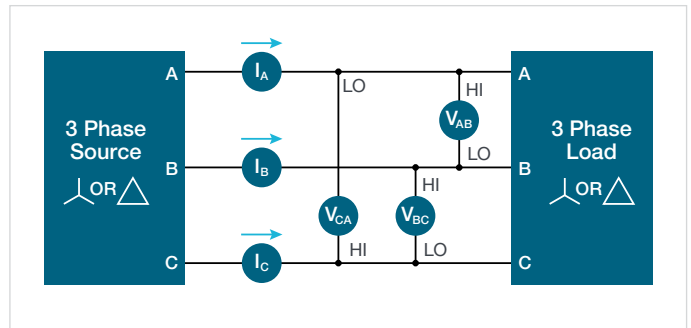 3 Phase
Source
OR
A
B
C
I_A
I_B
I_C
LO
V_CA
HI
HI
V_AB
LO
HI
V_BC
LO
A
B
C
3 Phase
Load
OR